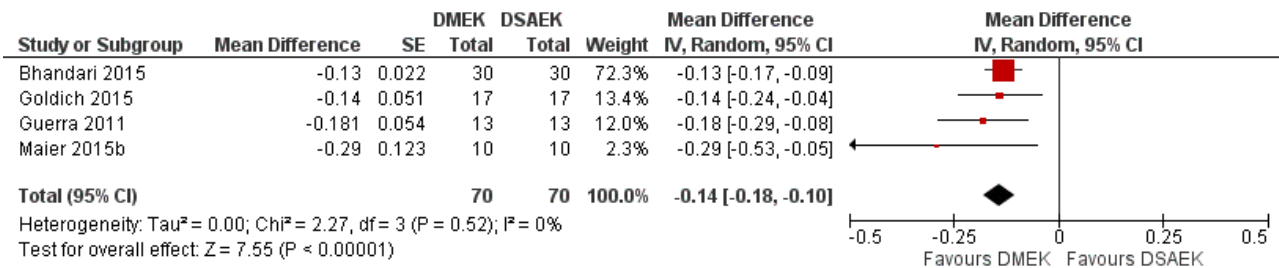 DMEK DSAEK Mean Difference Mean Difference
Study or Subgroup Mean Difference SE Total Total Weight IV, Random, 95% CI IV, Random, 95% CI
Bhandari 2015 -0.13 0.022 30 30 72.3% -0.13 [-0.17, -0.09]
Goldich 2015 -0.14 0.051 17 17 13.4% -0.14 [-0.24, -0.04]
Guerra 2011 -0.181 0.054 13 13 12.0% -0.18 [-0.29, -0.08]
Maier 2015b -0.29 0.123 10 10 2.3% -0.29 [-0.53, -0.05]
Total (95% CI) 70 70 100.0% -0.14 [-0.18, -0.10]
Heterogeneity: Tau² = 0.00; Chi² = 2.27, df = 3 (P = 0.52); I² = 0%
Test for overall effect: Z = 7.55 (P < 0.00001)
-0.5 -0.25 0 0.25 0.5
Favours DMEK Favours DSAEK